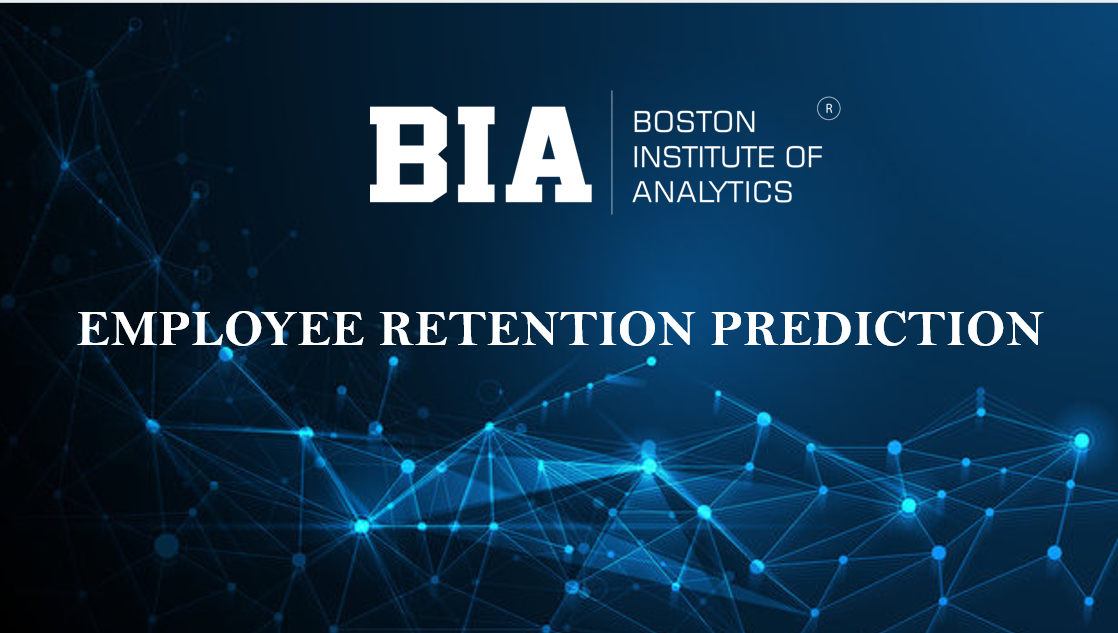 BIA
BOSTON
INSTITUTE OF
ANALYTICS
R
EMPLOYEE RETENTION PREDICTION